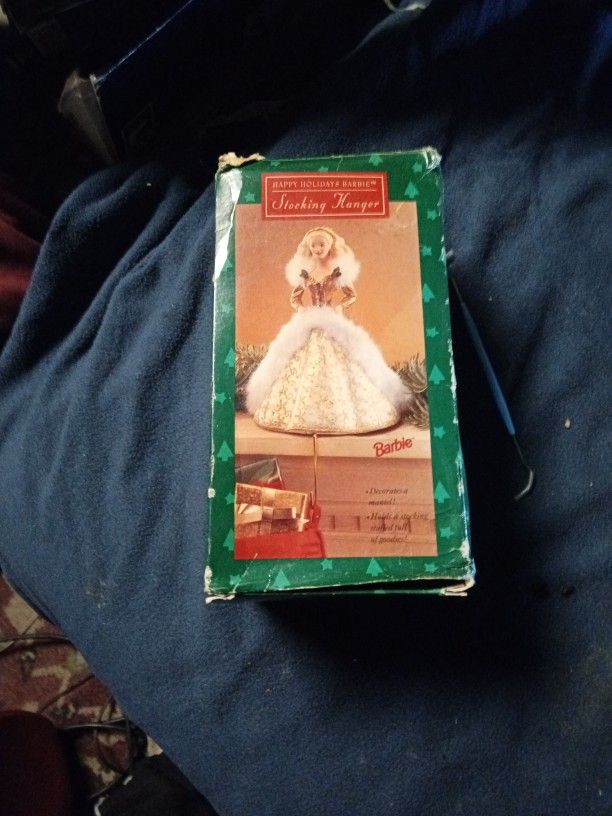 HAPPY HOLIDAYS BARBIE™
Stocking Hanger
Barbie
• Decorates a
mantel!
• Holds a stocking
stuffed full
of goodies!